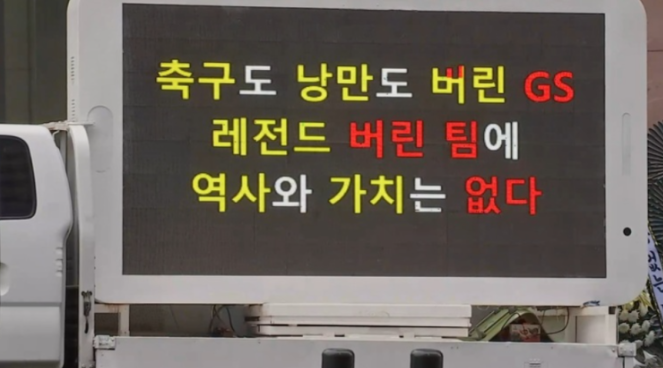 축구도 낭만도 버린 GS
레전드 버린 팀에
역사와 가치는 없다